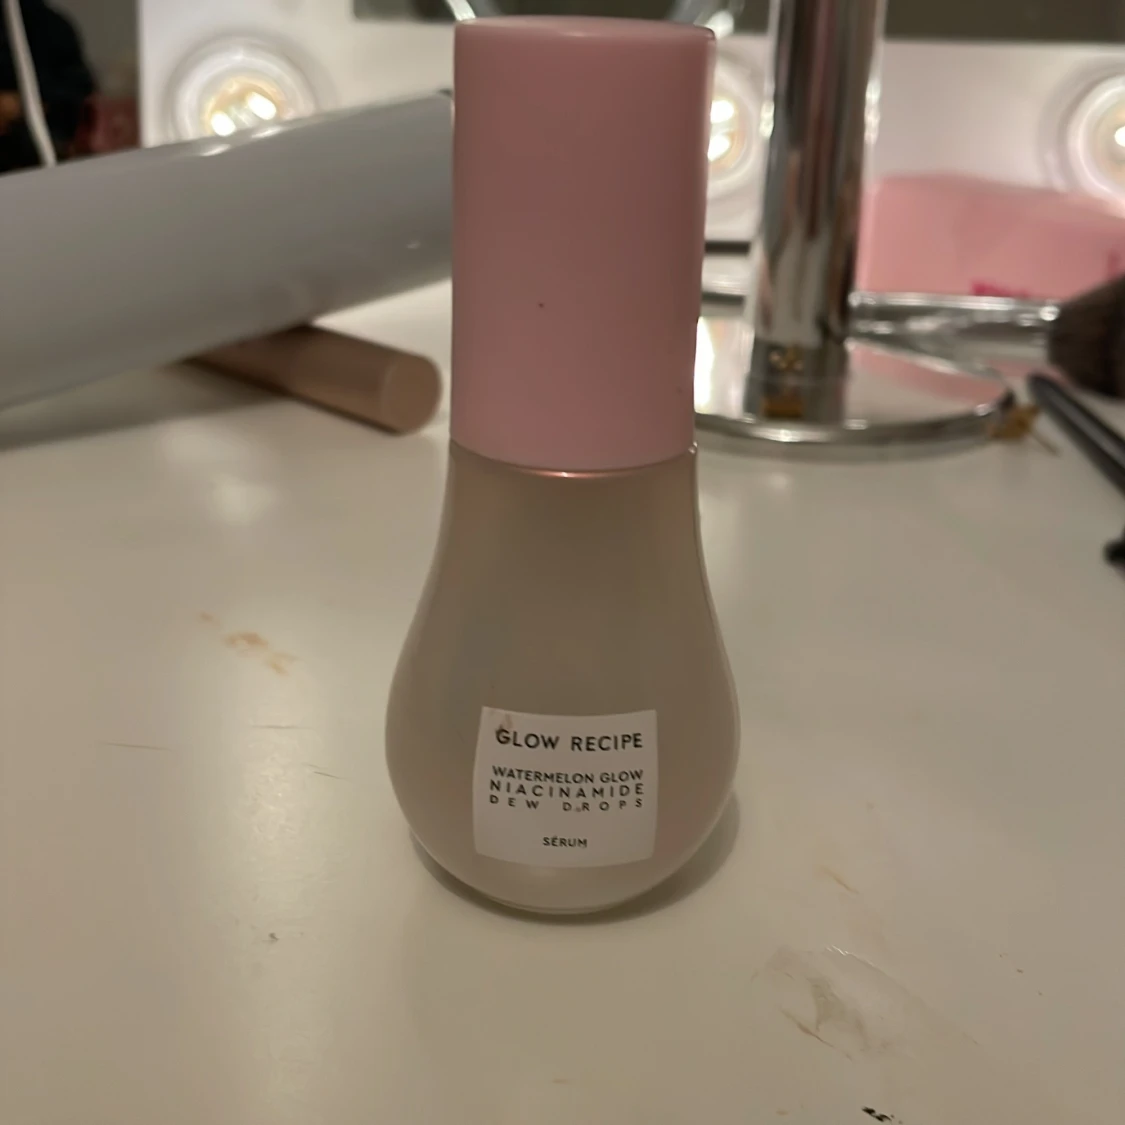 GLOW RECIPE
WATERMELON GLOW
NIACINAMIDE
DEW DROPS
SÉRUM